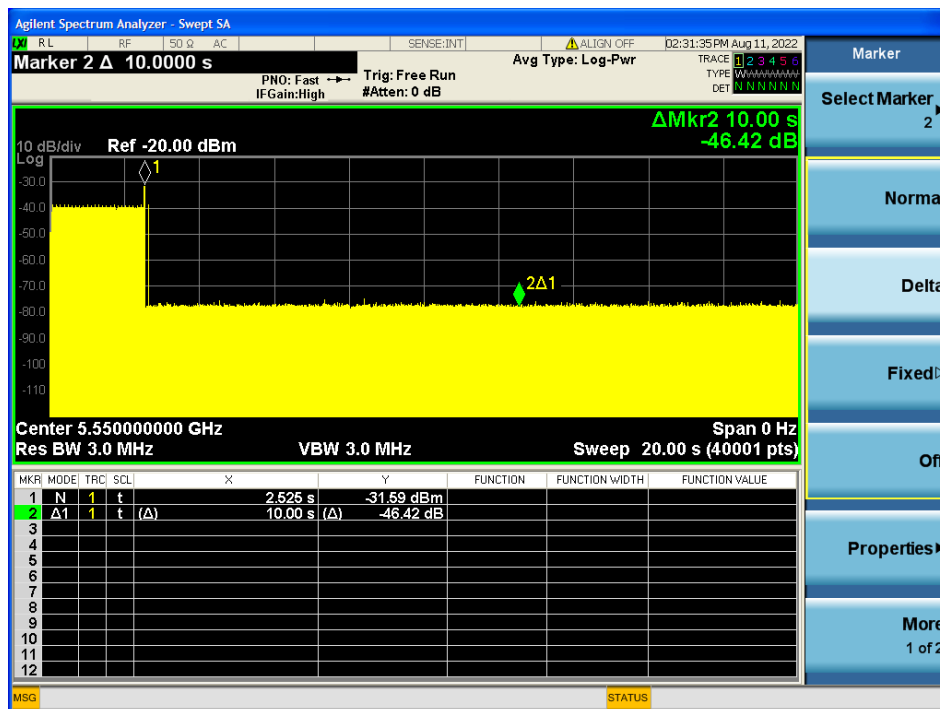 Agilent Spectrum Analyzer - Swept SA
LXI RL RF 50 Ω AC SENSE:INT ALIGN OFF 02:31:35 PM Aug 11, 2022
Marker 2 Δ 10.0000 s
PNO: Fast
IFGain:High
Trig: Free Run
#Atten: 0 dB
Avg Type: Log-Pwr
TRACE 1 2 3 4 5 6
TYPE WWWWWW
DET N N N N N N
ΔMkr2 10.00 s
-46.42 dB
10 dB/div Ref -20.00 dBm
Log
-30.0
-40.0
-50.0
-60.0
-70.0
-80.0
-90.0
-100
-110
1
2Δ1
Center 5.550000000 GHz Span 0 Hz
Res BW 3.0 MHz VBW 3.0 MHz Sweep 20.00 s (40001 pts)
MKR MODE TRC SCL X Y FUNCTION FUNCTION WIDTH FUNCTION VALUE
1 N 1 t 2.525 s -31.59 dBm
2 Δ1 1 t (Δ) 10.00 s (Δ) -46.42 dB
3
4
5
6
7
8
9
10
11
12
MSG STATUS
Marker
Select Marker
2
Norma
Delta
Fixed
Of
Properties
More
1 of 2